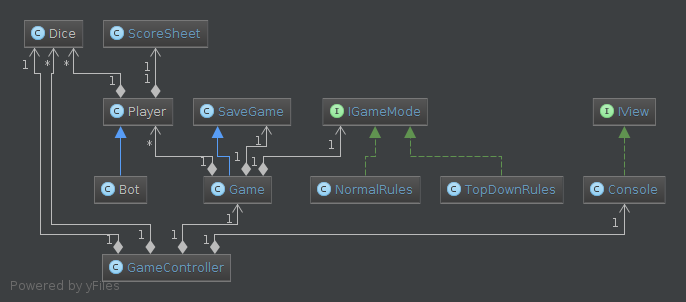 C Dice
C ScoreSheet
1 * * 1
1 1
C Player
C SaveGame
I IGameMode
I IView
* 1 1 1 1 1
C Bot
C Game
C NormalRules
C TopDownRules
C Console
1 1
1 1 1 1
C GameController
Powered by yFiles